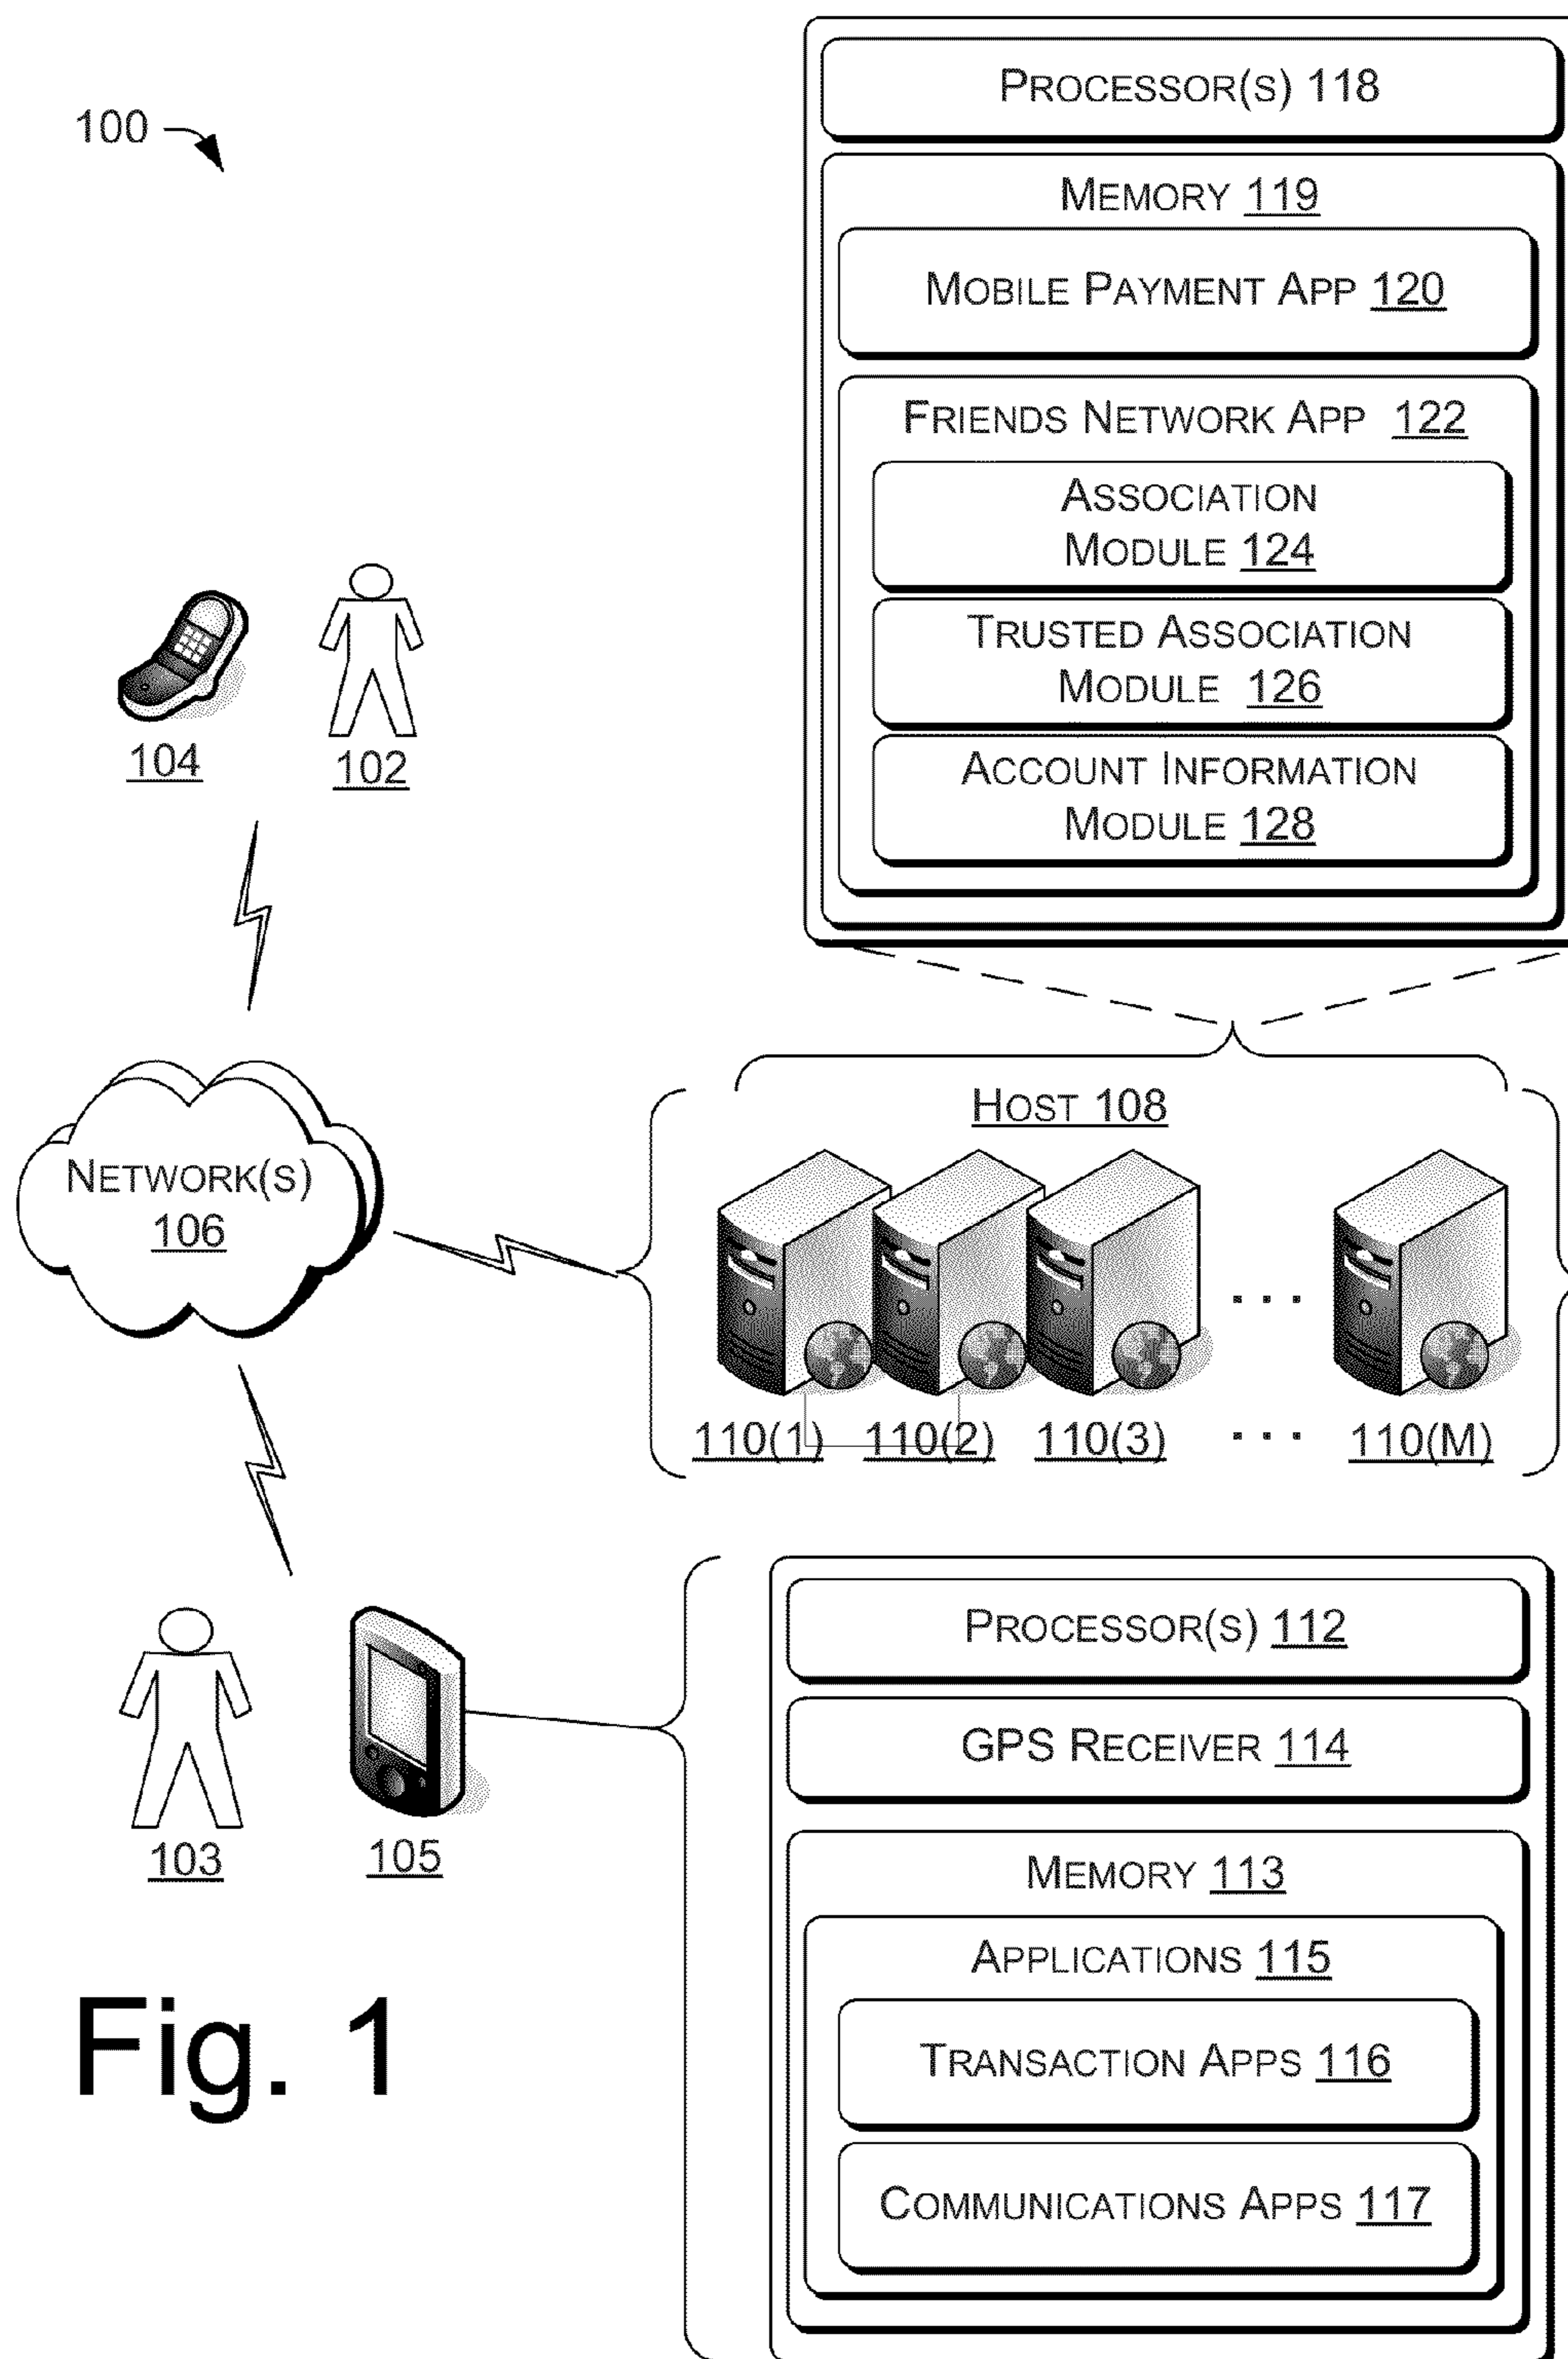 100
PROCESSOR(S) 118
MEMORY 119
MOBILE PAYMENT APP 120
FRIENDS NETWORK APP 122
ASSOCIATION
MODULE 124
TRUSTED ASSOCIATION
MODULE 126
ACCOUNT INFORMATION
MODULE 128
104
102
NETWORK(S)
106
HOST 108
...
110(1) 110(2) 110(3) ... 110(M)
103
105
PROCESSOR(S) 112
GPS RECEIVER 114
MEMORY 113
APPLICATIONS 115
TRANSACTION APPS 116
COMMUNICATIONS APPS 117
Fig. 1